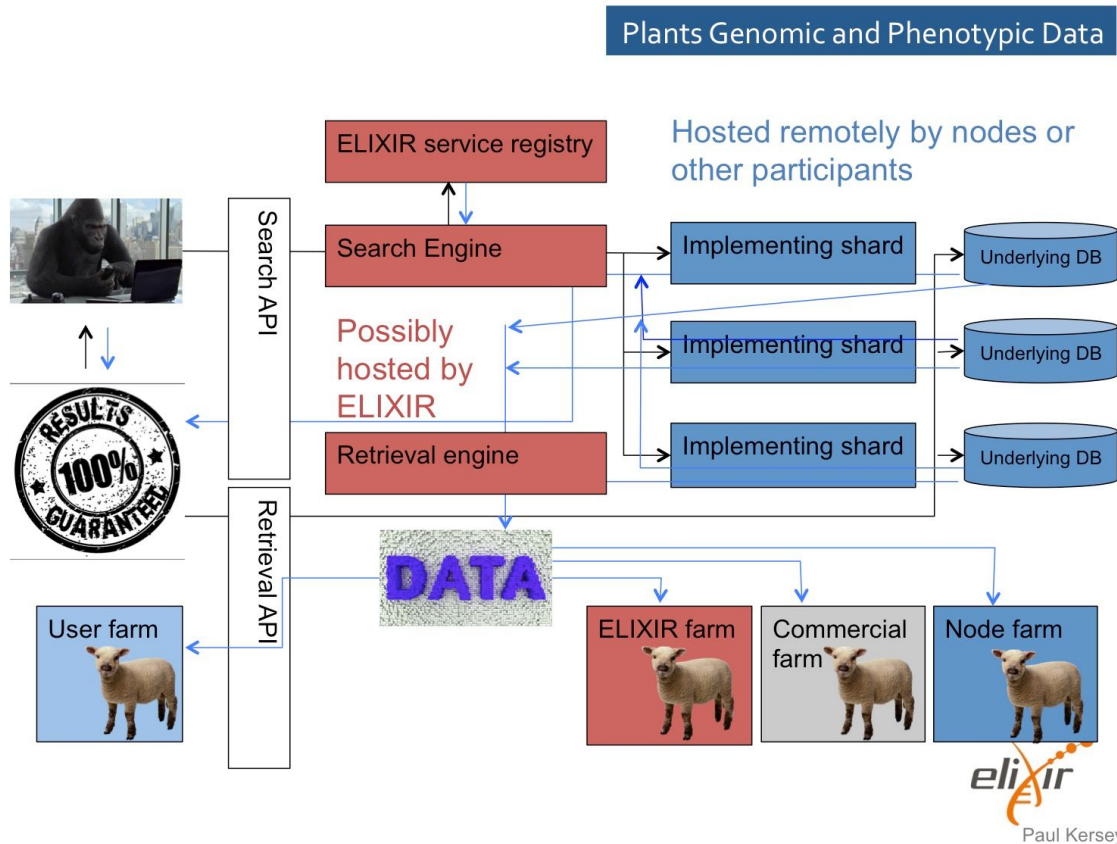 Plants Genomic and Phenotypic Data
ELIXIR service registry
Hosted remotely by nodes or
other participants
Search API
Search Engine
Implementing shard
Underlying DB
Possibly
hosted by
ELIXIR
Implementing shard
Underlying DB
RESULTS
100%
GUARANTEED
Retrieval engine
Implementing shard
Underlying DB
Retrieval API
DATA
User farm
ELIXIR farm
Commercial
farm
Node farm
elixir
Paul Kersey